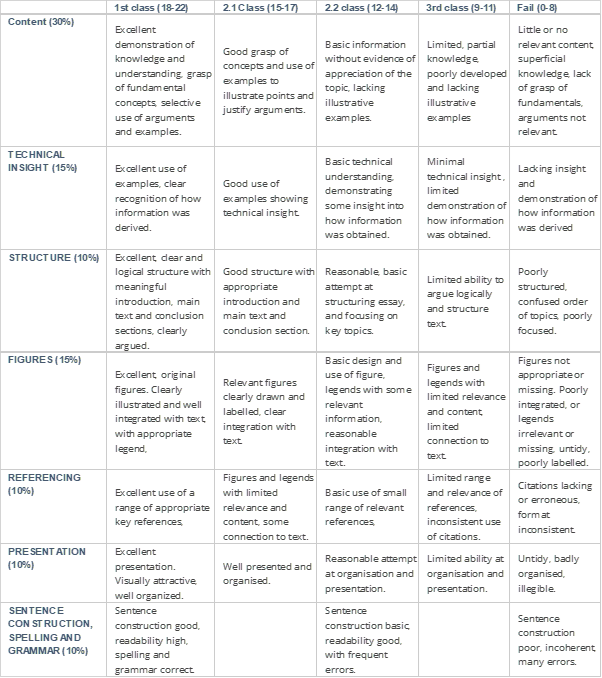 1st class (18-22)
2.1 Class (15-17)
2.2 class (12-14)
3rd class (9-11)
Fail (0-8)
Content (30%)
Excellent
demonstration of
knowledge and
understanding, grasp
of fundamental
concepts, selective
use of arguments
and examples.
Good grasp of
concepts and use of
examples to
illustrate points and
justify arguments.
Basic information
without evidence of
appreciation of the
topic, lacking
illustrative
examples.
Limited, partial
knowledge,
poorly developed
and lacking
illustrative
examples
Little or no
relevant content,
superficial
knowledge, lack
of grasp of
fundamentals,
arguments not
relevant.
TECHNICAL
INSIGHT (15%)
Excellent use of
examples, clear
recognition of how
information was
derived.
Good use of
examples showing
technical insight.
Basic technical
understanding,
demonstrating
some insight into
how information
was obtained.
Minimal
technical insight,
limited
demonstration of
how information
was obtained.
Lacking insight
and
demonstration of
how information
was derived
STRUCTURE (10%)
Excellent, clear and
logical structure with
meaningful
introduction, main
text and conclusion
sections, clearly
argued.
Good structure with
appropriate
introduction and
main text and
conclusion section.
Reasonable, basic
attempt at
structuring essay,
and focusing on
key topics.
Limited ability to
argue logically
and structure
text.
Poorly
structured,
confused order
of topics, poorly
focused.
FIGURES (15%)
Excellent, original
figures. Clearly
illustrated and well
integrated with text,
with appropriate
legend,
Relevant figures
clearly drawn and
labelled, clear
integration with
text.
Basic design and
use of figure,
legends with some
relevant
information,
reasonable
integration with
text.
Figures and
legends with
limited relevance
and content,
limited
connection to
text.
Figures not
appropriate or
missing. Poorly
integrated, or
legends
irrelevant or
missing, untidy,
poorly labelled.
REFERENCING
(10%)
Excellent use of a
range of appropriate
key references,
Figures and legends
with limited
relevance and
content, some
connection to text.
Basic use of small
range of relevant
references,
Limited range
and relevance of
references,
inconsistent use
of citations.
Citations lacking
or erroneous,
format
inconsistent.
PRESENTATION
(10%)
Excellent
presentation.
Visually attractive,
well organized.
Well presented and
organised.
Reasonable attempt
at organisation and
presentation.
Limited ability at
organisation and
presentation.
Untidy, badly
organised,
illegible.
SENTENCE
CONSTRUCTION,
SPELLING AND
GRAMMAR (10%)
Sentence
construction good,
readability high,
spelling and
grammar correct.
Sentence
construction basic,
readability good,
with frequent
errors.
Sentence
construction
poor, incoherent,
many errors.